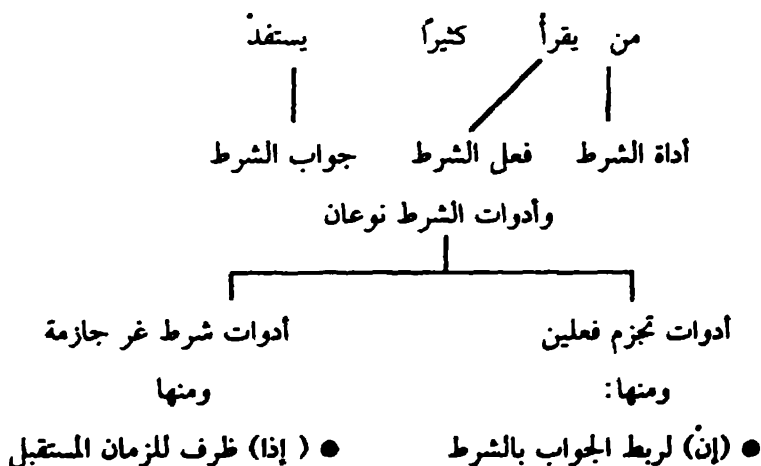 من يقرأْ كثيرًا يستفدْ
أداة الشرط فعل الشرط جواب الشرط
وأدوات الشرط نوعان
أدوات تجزم فعلين أدوات شرط غر جازمة
ومنها: ومنها
● (إنْ) لربط الجواب بالشرط ● ( إذا) ظرف للزمان المستقبل